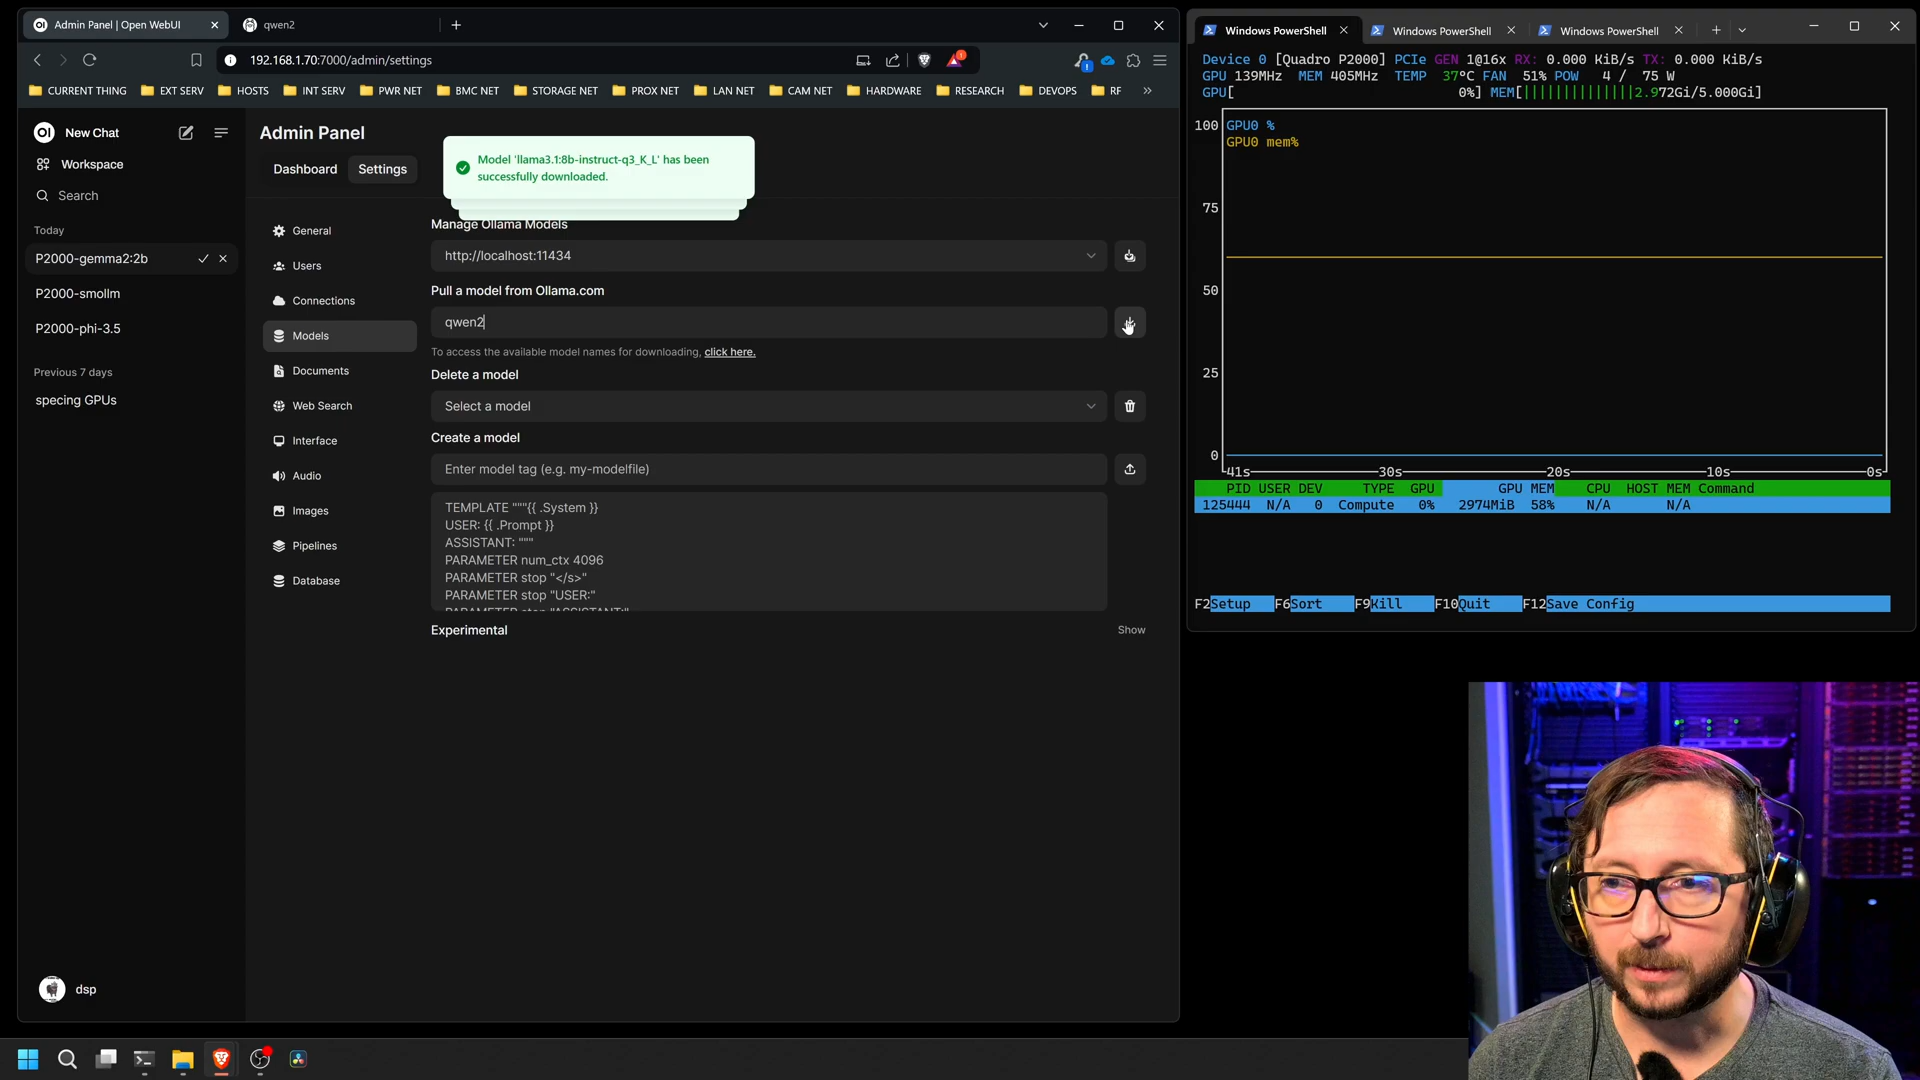 Admin Panel | Open WebUI
qwen2
192.168.1.70:7000/admin/settings
CURRENT THING
EXT SERV
HOSTS
INT SERV
PWR NET
BMC NET
STORAGE NET
PROX NET
LAN NET
CAM NET
HARDWARE
RESEARCH
DEVOPS
RF
New Chat
Workspace
Search
Today
P2000-gemma2:2b
P2000-smollm
P2000-phi-3.5
Previous 7 days
specing GPUs
dsp
Admin Panel
Dashboard
Settings
General
Users
Connections
Models
Documents
Web Search
Interface
Audio
Images
Pipelines
Database
Model 'llama3.1:8b-instruct-q3_K_L' has been
successfully downloaded.
Manage Ollama Models
http://localhost:11434
Pull a model from Ollama.com
qwen2
To access the available model names for downloading, click here.
Delete a model
Select a model
Create a model
Enter model tag (e.g. my-modelfile)
TEMPLATE """{{ .System }}
USER: {{ .Prompt }}
ASSISTANT: """
PARAMETER num_ctx 4096
PARAMETER stop "</s>"
PARAMETER stop "USER:"
PARAMETER stop "ASSISTANT:"
Experimental
Show
Windows PowerShell
Windows PowerShell
Windows PowerShell
Device 0 [Quadro P2000] PCIe GEN 1@16x RX: 0.000 KiB/s TX: 0.000 KiB/s
GPU 139MHz MEM 405MHz TEMP 37°C FAN 51% POW 4 / 75 W
GPU[ 0%] MEM[||||||||||||||2.972Gi/5.000Gi]
100
GPU0 %
GPU0 mem%
75
50
25
0
41s
30s
20s
10s
0s
PID USER DEV TYPE GPU GPU MEM CPU HOST MEM Command
125444 N/A 0 Compute 0% 2974MiB 58% N/A N/A
F2Setup F6Sort F9Kill F10Quit F12Save Config